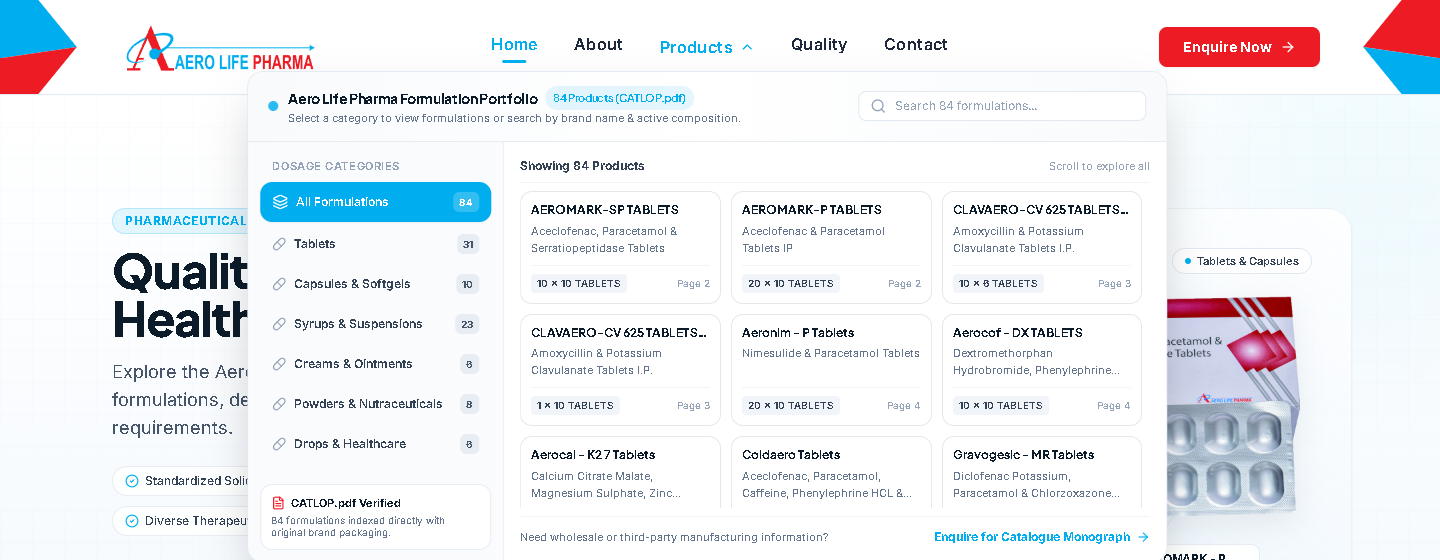 AERO LIFE PHARMA
Home
About
Products
Quality
Contact
Enquire Now
Aero Life Pharma Formulation Portfolio
84 Products (CATLOP.pdf)
Select a category to view formulations or search by brand name & active composition.
Search 84 formulations...
DOSAGE CATEGORIES
All Formulations 84
Tablets 31
Capsules & Softgels 10
Syrups & Suspensions 23
Creams & Ointments 6
Powders & Nutraceuticals 8
Drops & Healthcare 6
CATLOP.pdf Verified
84 formulations indexed directly with
original brand packaging.
Showing 84 Products
Scroll to explore all
AEROMARK-SP TABLETS
Aceclofenac, Paracetamol &
Serratiopeptidase Tablets
10 × 10 TABLETS Page 2
AEROMARK-P TABLETS
Aceclofenac & Paracetamol
Tablets IP
20 × 10 TABLETS Page 2
CLAVAERO-CV 625 TABLETS...
Amoxycillin & Potassium
Clavulanate Tablets I.P.
10 × 6 TABLETS Page 3
CLAVAERO-CV 625 TABLETS...
Amoxycillin & Potassium
Clavulanate Tablets I.P.
1 × 10 TABLETS Page 3
Aeronim - P Tablets
Nimesulide & Paracetamol Tablets
20 × 10 TABLETS Page 4
Aerocof - DX TABLETS
Dextromethorphan
Hydrobromide, Phenylephrine...
10 × 10 TABLETS Page 4
Aerocal - K27 Tablets
Calcium Citrate Malate,
Magnesium Sulphate, Zinc...
Coldaero Tablets
Aceclofenac, Paracetamol,
Caffeine, Phenylephrine HCL &...
Gravogesic - MR Tablets
Diclofenac Potassium,
Paracetamol & Chlorzoxazone...
Need wholesale or third-party manufacturing information?
Enquire for Catalogue Monograph
PHARMACEUTICAL
Qualit
Health
Explore the Aer
formulations, de
requirements.
Standardized Soli
Diverse Therapeu
Tablets & Capsules
acetamol &
e Tablets
AERO LIFE PHARMA
OMARK - P